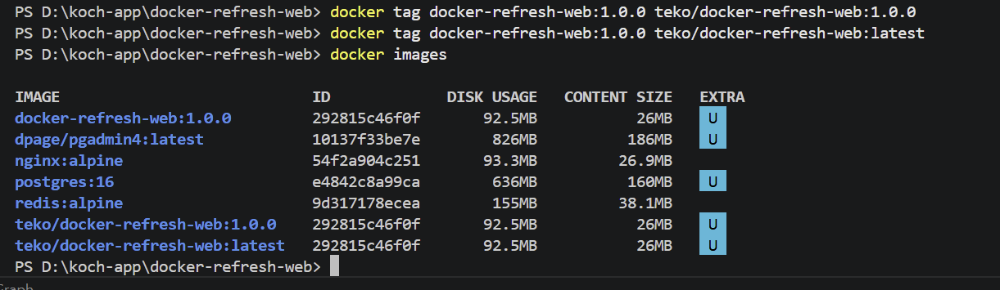 PS D:\koch-app\docker-refresh-web> docker tag docker-refresh-web:1.0.0 teko/docker-refresh-web:1.0.0
PS D:\koch-app\docker-refresh-web> docker tag docker-refresh-web:1.0.0 teko/docker-refresh-web:latest
PS D:\koch-app\docker-refresh-web> docker images
IMAGE ID DISK USAGE CONTENT SIZE EXTRA
docker-refresh-web:1.0.0 292815c46f0f 92.5MB 26MB U
dpage/pgadmin4:latest 10137f33be7e 826MB 186MB U
nginx:alpine 54f2a904c251 93.3MB 26.9MB
postgres:16 e4842c8a99ca 636MB 160MB U
redis:alpine 9d317178ecea 155MB 38.1MB
teko/docker-refresh-web:1.0.0 292815c46f0f 92.5MB 26MB U
teko/docker-refresh-web:latest 292815c46f0f 92.5MB 26MB U
PS D:\koch-app\docker-refresh-web>
Graph